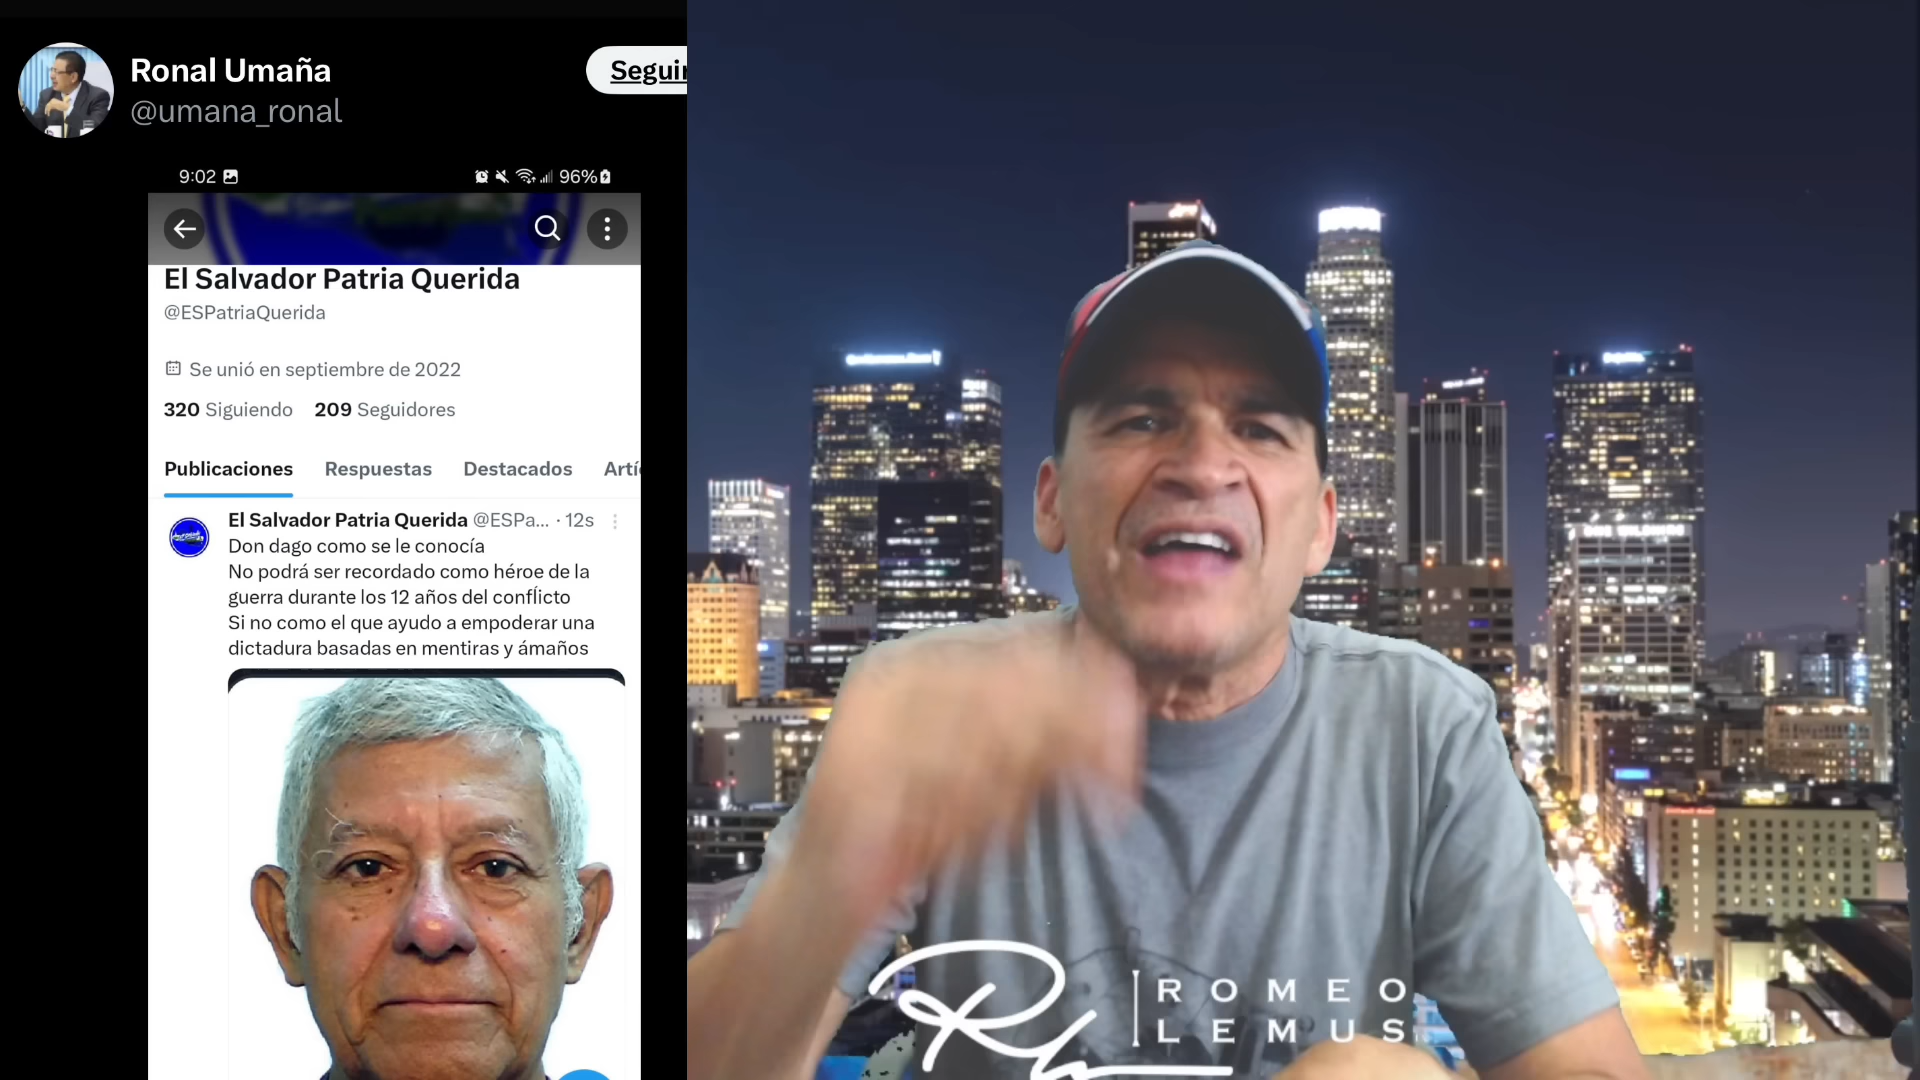 Ronal Umaña
@umana_ronal
Seguir
9:02
96%
El Salvador Patria Querida
@ESPatriaQuerida
Se unió en septiembre de 2022
320 Siguiendo 209 Seguidores
Publicaciones Respuestas Destacados Artí
El Salvador Patria Querida @ESPa... · 12s
Don dago como se le conocía
No podrá ser recordado como héroe de la
guerra durante los 12 años del conflicto
Si no como el que ayudo a empoderar una
dictadura basadas en mentiras y ámaños
ROMEO
LEMUS